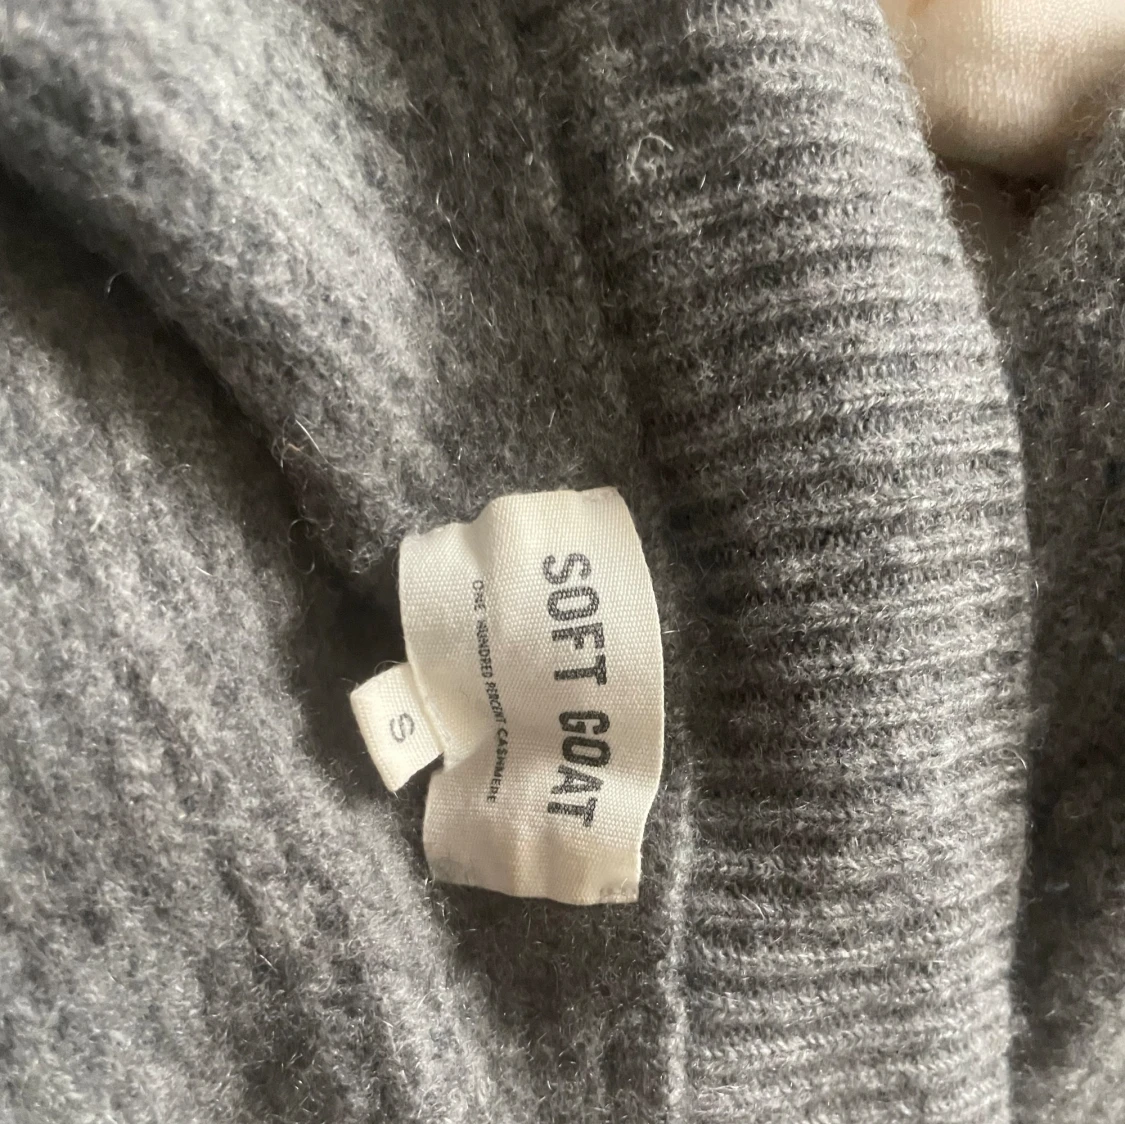 SOFT GOAT
ONE HUNDRED PERCENT CASHMERE
S